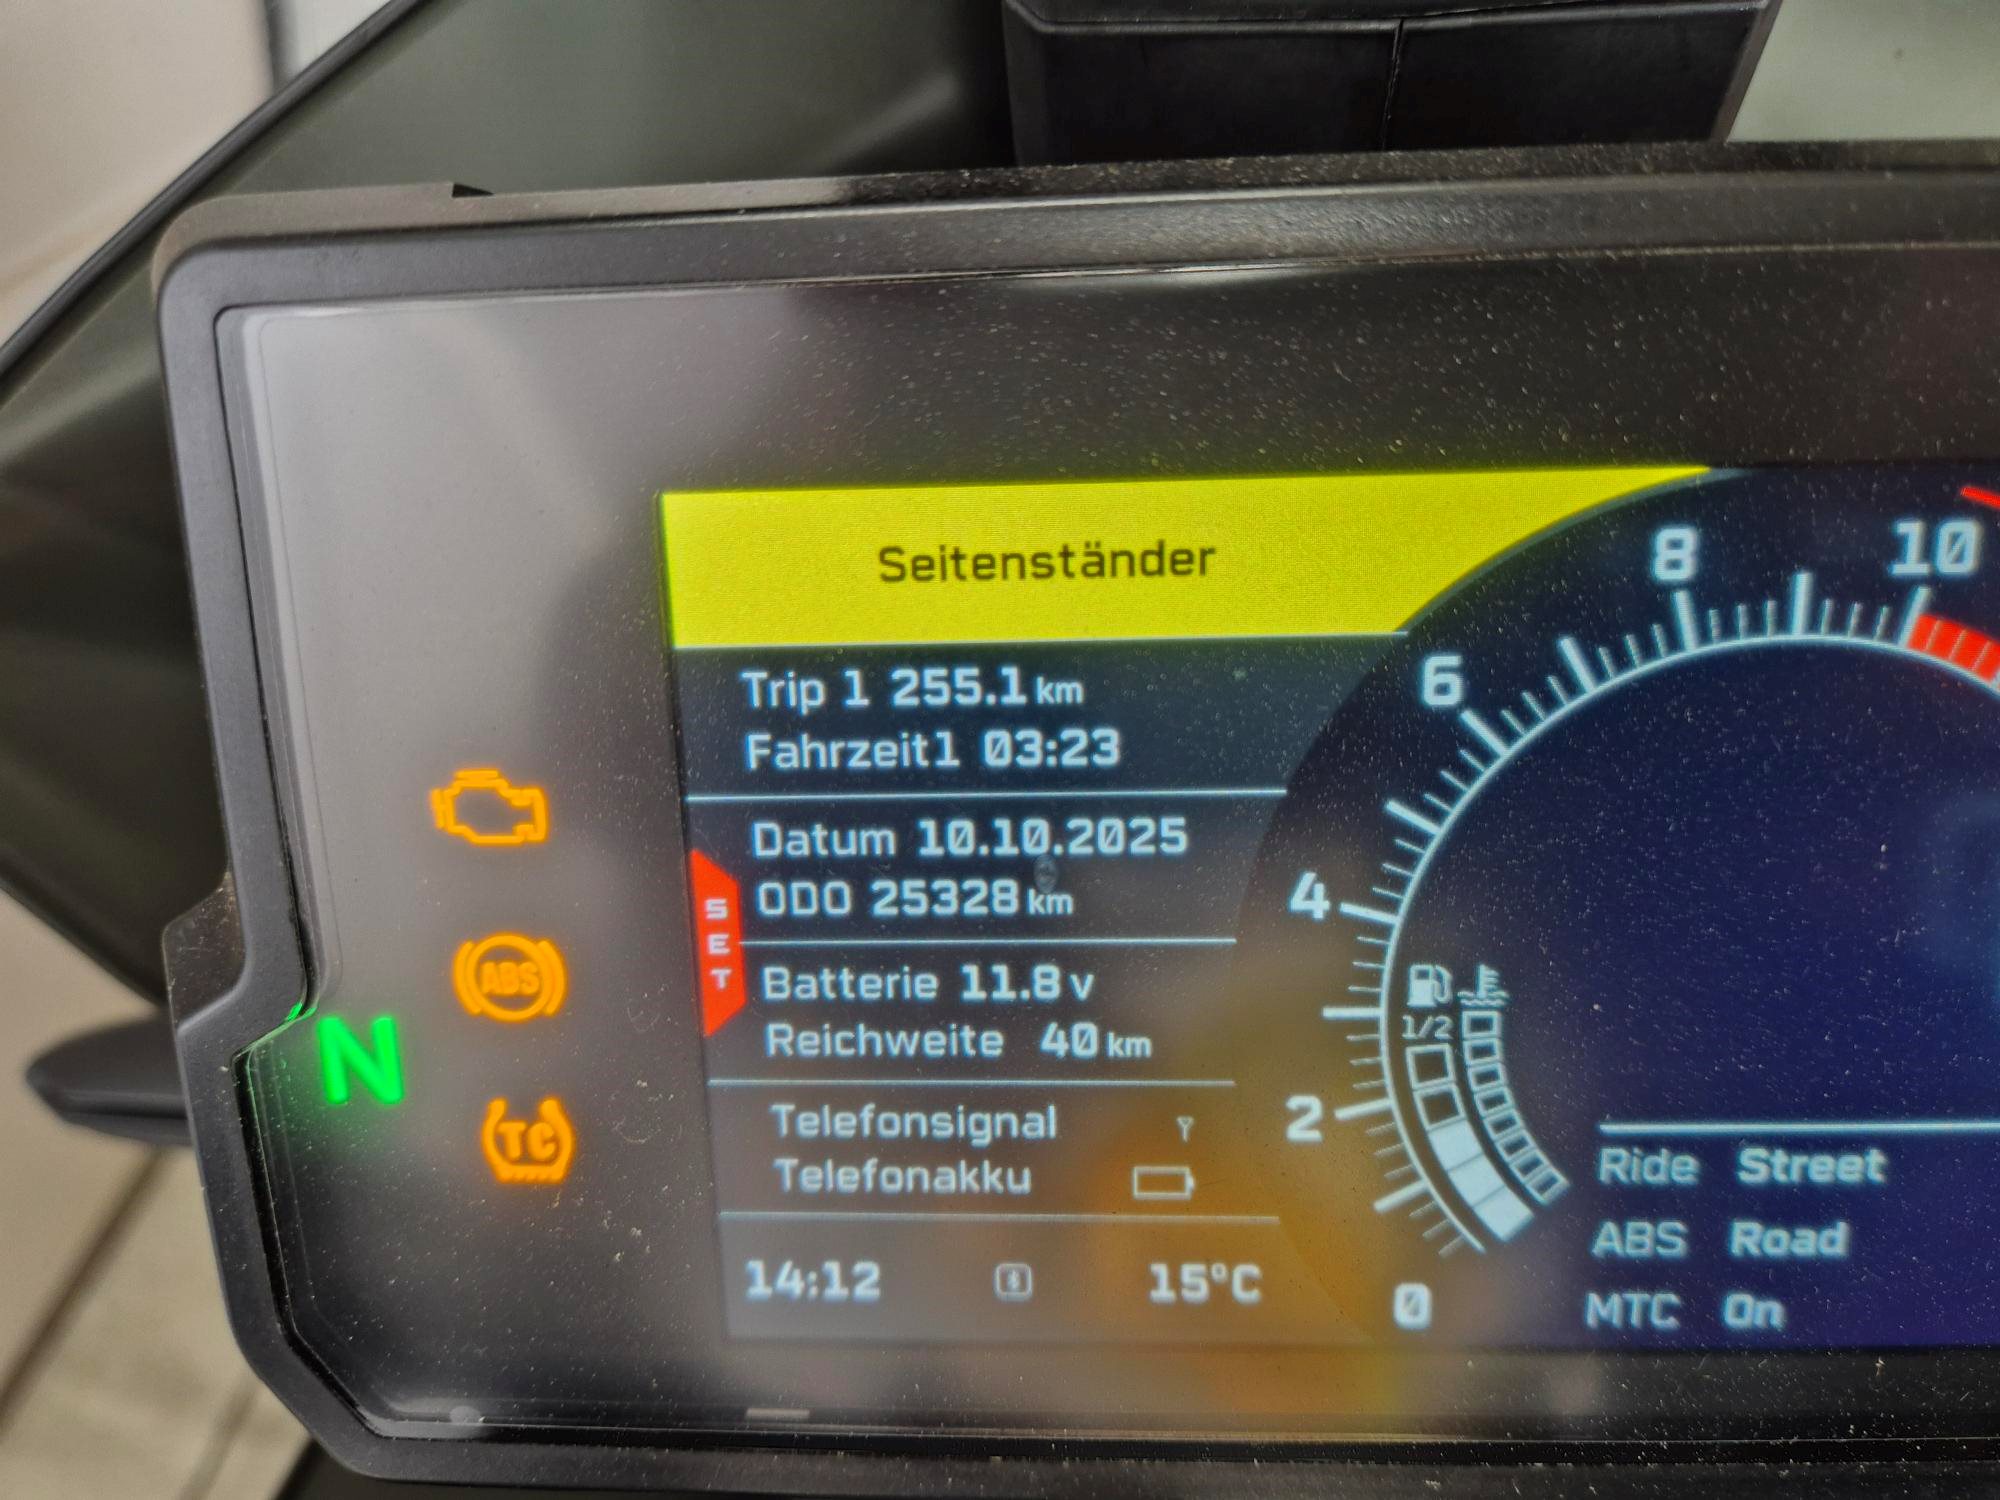 Seitenständer
Trip 1 255.1 km
Fahrzeit1 03:23
Datum 10.10.2025
ODO 25328 km
SET
Batterie 11.8 v
Reichweite 40 km
Telefonsignal
Telefonakku
14:12 15°C
ABS
N
TC
10
8
6
4
2
0
1/2
Ride Street
ABS Road
MTC On